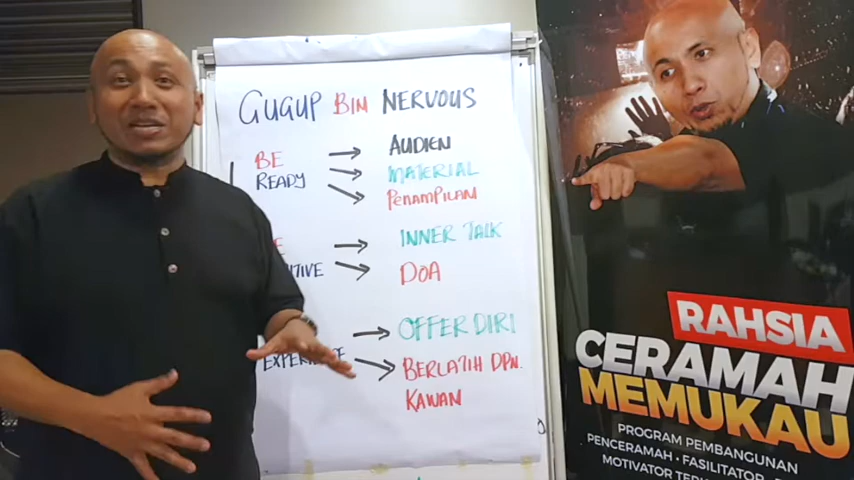 GUGUP BIN NERVOUS
BE → AUDIEN
READY → MATERIAL
→ PENAMPILAN
→ INNER TALK
→ DOA
→ OFFER DIRI
EXPERIENCE → BERLATIH DPN.
KAWAN
RAHSIA
CERAMAH
MEMUKAU
PROGRAM PEMBANGUNAN
PENCERAMAH • FASILITATOR